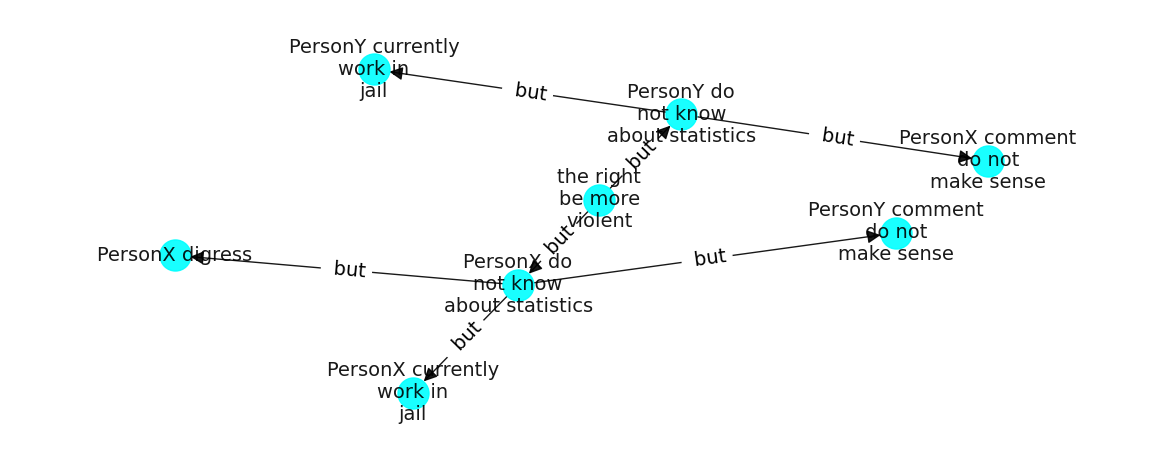 PersonY currently
work in
jail
but
PersonY do
not know
about statistics
but
PersonX comment
do not
make sense
but
the right
be more
violent
but
PersonY comment
do not
make sense
but
PersonX digress
but
PersonX do
not know
about statistics
but
PersonX currently
work in
jail